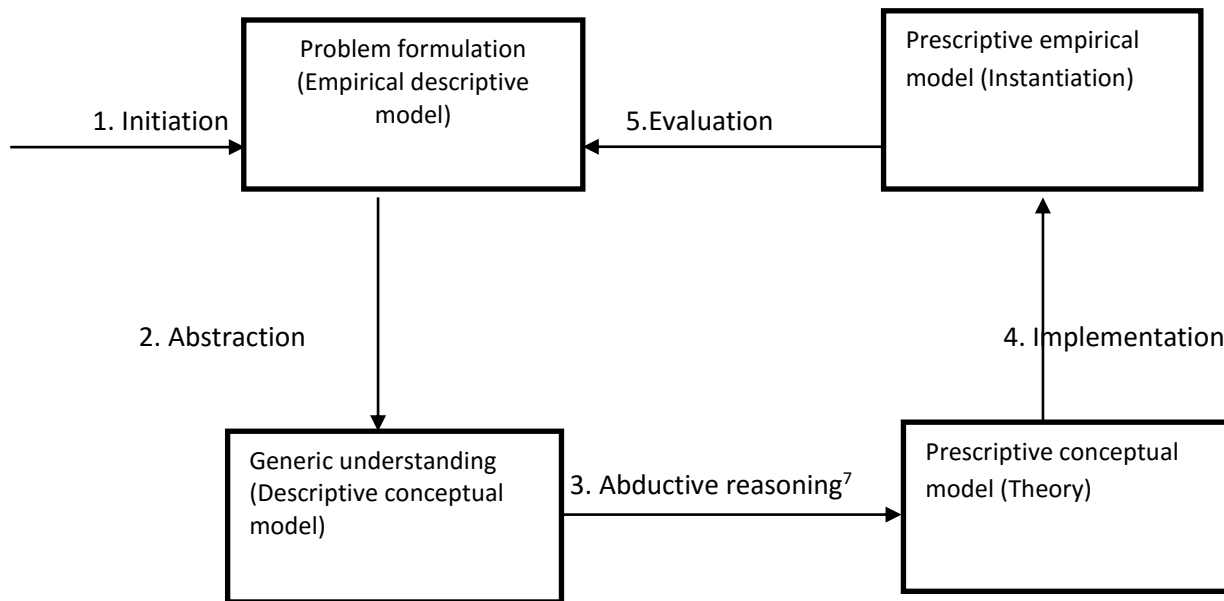 Problem formulation
(Empirical descriptive
model)
Prescriptive empirical
model (Instantiation)
1. Initiation
5.Evaluation
2. Abstraction
4. Implementation
Generic understanding
(Descriptive conceptual
model)
3. Abductive reasoning⁷
Prescriptive conceptual
model (Theory)